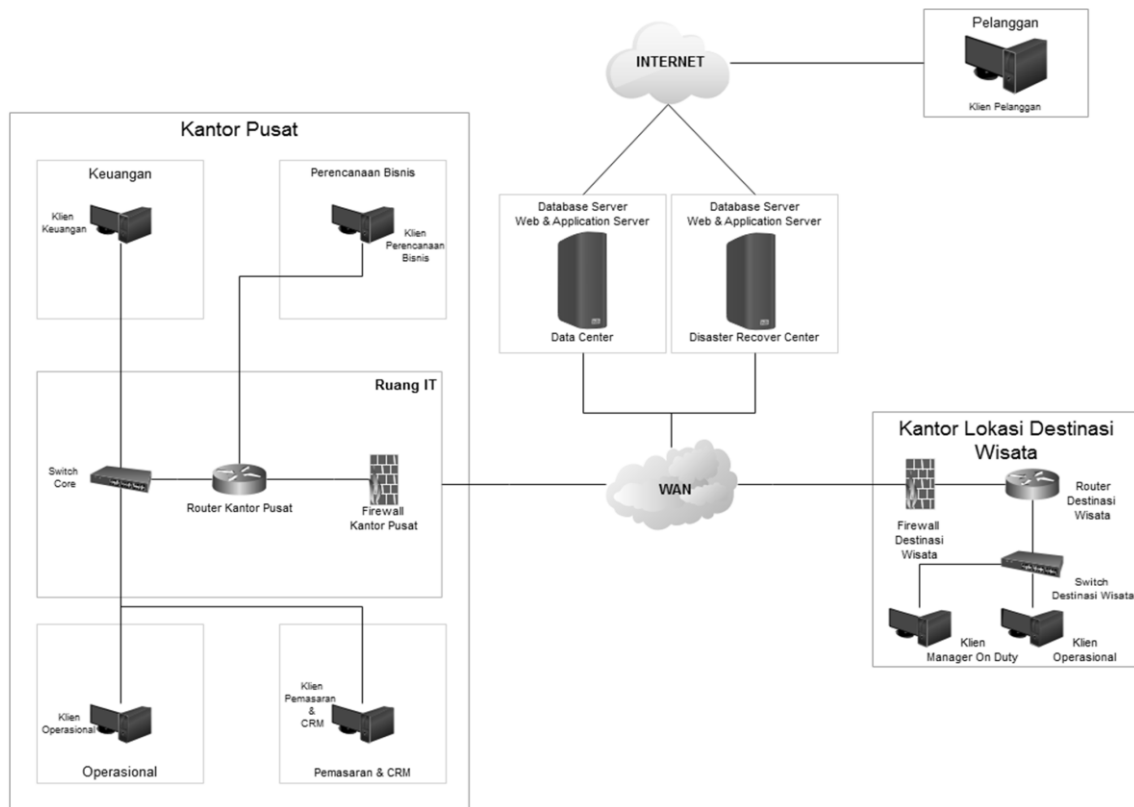 Pelanggan
INTERNET
Klien Pelanggan
Kantor Pusat
Keuangan
Klien
Keuangan
Perencanaan Bisnis
Klien
Perencanaan
Bisnis
Database Server
Web & Application Server
Data Center
Database Server
Web & Application Server
Disaster Recover Center
Ruang IT
Switch
Core
Router Kantor Pusat
Firewall
Kantor Pusat
WAN
Kantor Lokasi Destinasi
Wisata
Firewall
Destinasi
Wisata
Router
Destinasi
Wisata
Switch
Destinasi Wisata
Klien
Manager On Duty
Klien
Operasional
Klien
Operasional
Operasional
Klien
Pemasaran
&
CRM
Pemasaran & CRM